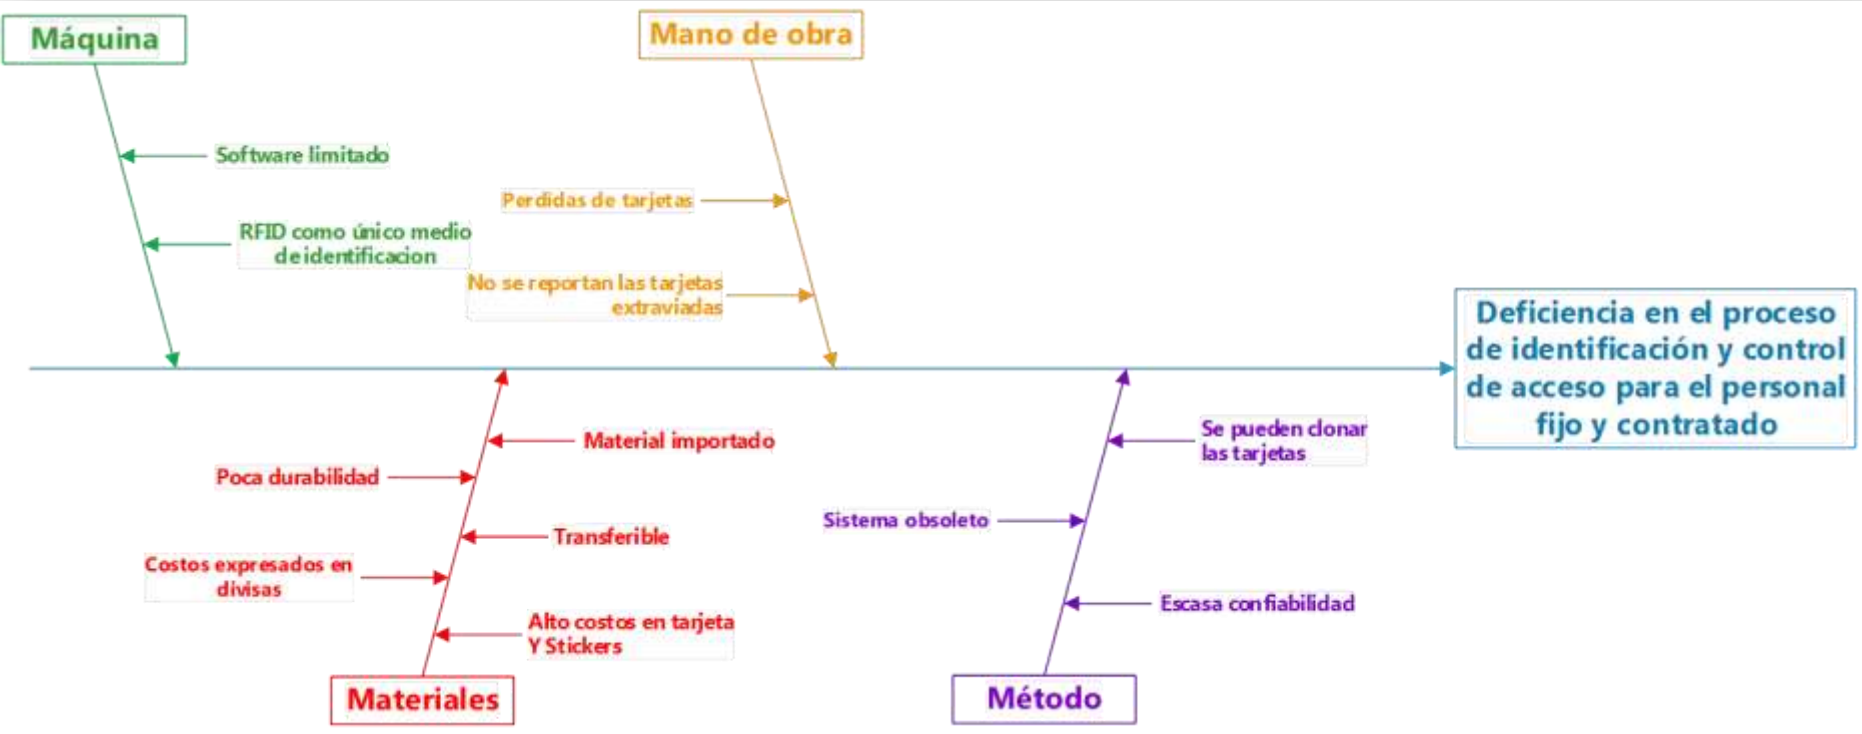 Máquina
Mano de obra
Software limitado
Perdidas de tarjetas
RFID como único medio
de identificacion
No se reportan las tarjetas
extraviadas
Deficiencia en el proceso
de identificación y control
de acceso para el personal
fijo y contratado
Material importado
Se pueden clonar
las tarjetas
Poca durabilidad
Sistema obsoleto
Transferible
Costos expresados en
divisas
Escasa confiabilidad
Alto costos en tarjeta
Y Stickers
Materiales
Método